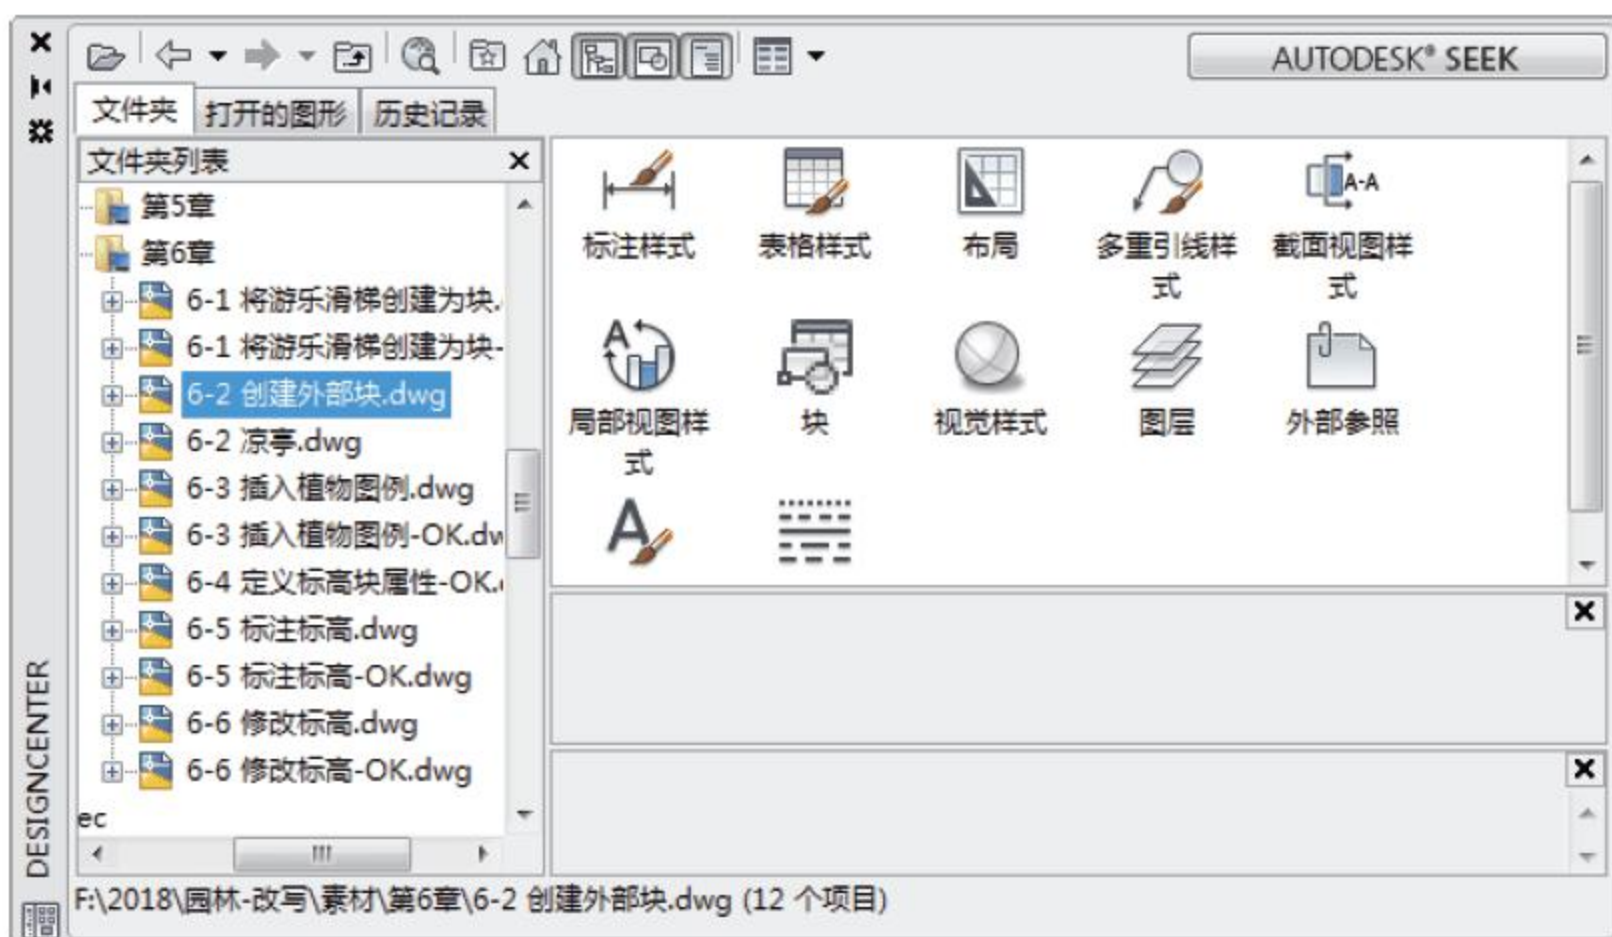 AUTODESK® SEEK
文件夹 打开的图形 历史记录
文件夹列表
第5章
第6章
6-1 将游乐滑梯创建为块.
6-1 将游乐滑梯创建为块-
6-2 创建外部块.dwg
6-2 凉亭.dwg
6-3 插入植物图例.dwg
6-3 插入植物图例-OK.dw
6-4 定义标高块属性-OK.
6-5 标注标高.dwg
6-5 标注标高-OK.dwg
6-6 修改标高.dwg
6-6 修改标高-OK.dwg
ec
A-A
标注样式 表格样式 布局 多重引线样 截面视图样
式 式
A
局部视图样 块 视觉样式 图层 外部参照
式
A
DESIGNCENTER
F:\2018\园林-改写\素材\第6章\6-2 创建外部块.dwg (12 个项目)